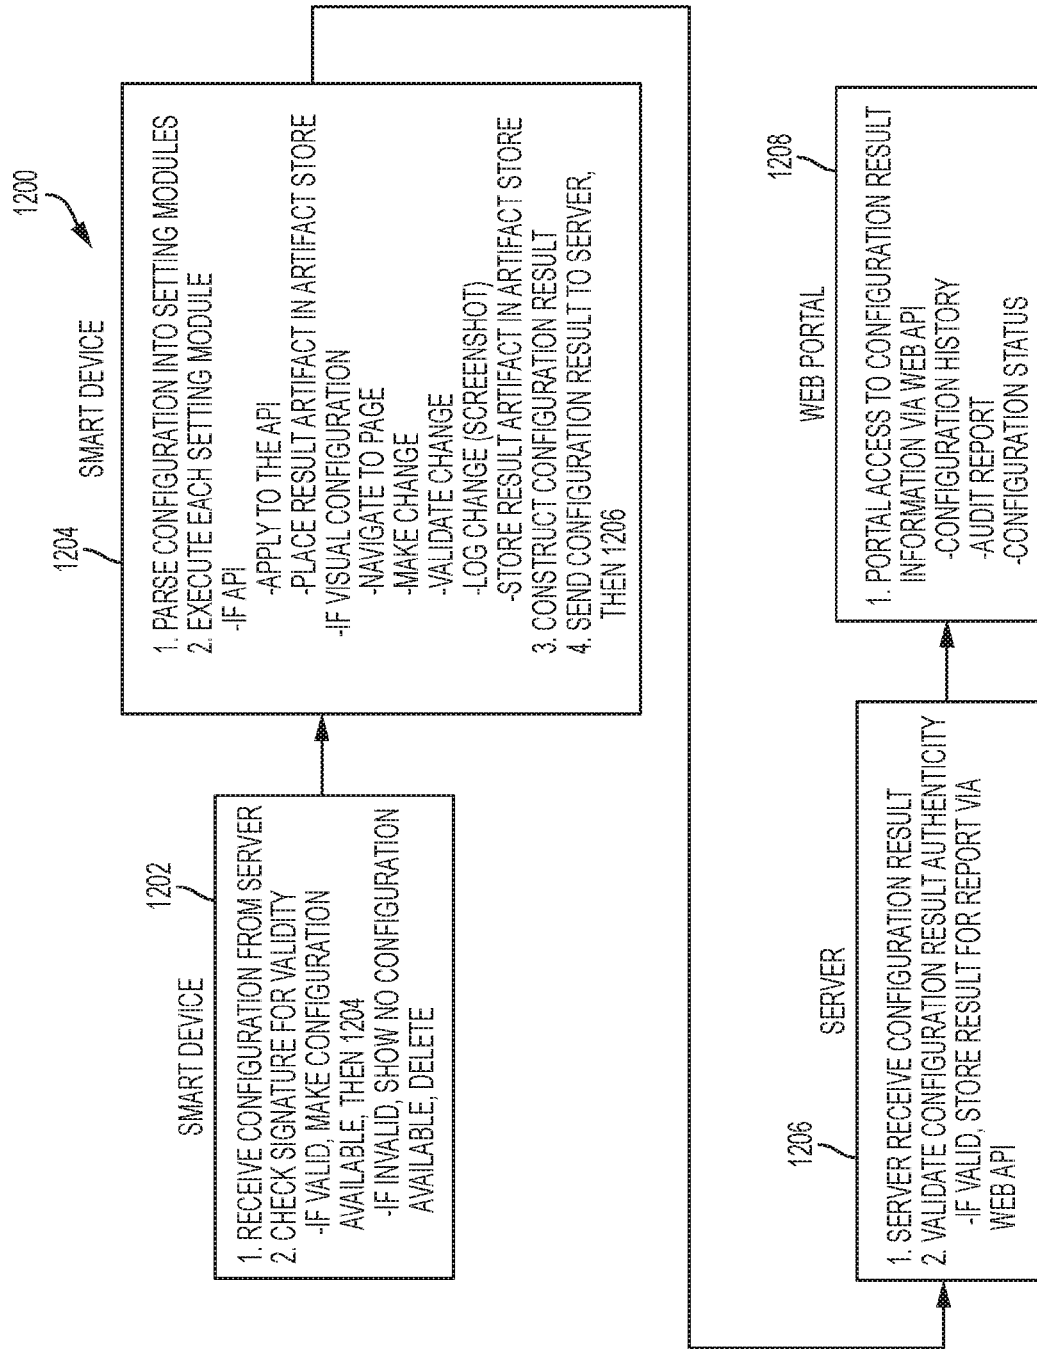 1200
SMART DEVICE
1202
1. RECEIVE CONFIGURATION FROM SERVER
2. CHECK SIGNATURE FOR VALIDITY
-IF VALID, MAKE CONFIGURATION
AVAILABLE, THEN 1204
-IF INVALID, SHOW NO CONFIGURATION
AVAILABLE, DELETE
SMART DEVICE
1204
1. PARSE CONFIGURATION INTO SETTING MODULES
2. EXECUTE EACH SETTING MODULE
-IF API
-APPLY TO THE API
-PLACE RESULT ARTIFACT IN ARTIFACT STORE
-IF VISUAL CONFIGURATION
-NAVIGATE TO PAGE
-MAKE CHANGE
-VALIDATE CHANGE
-LOG CHANGE (SCREENSHOT)
-STORE RESULT ARTIFACT IN ARTIFACT STORE
3. CONSTRUCT CONFIGURATION RESULT
4. SEND CONFIGURATION RESULT TO SERVER,
THEN 1206
SERVER
1206
1. SERVER RECEIVE CONFIGURATION RESULT
2. VALIDATE CONFIGURATION RESULT AUTHENTICITY
-IF VALID, STORE RESULT FOR REPORT VIA
WEB API
WEB PORTAL
1208
1. PORTAL ACCESS TO CONFIGURATION RESULT
INFORMATION VIA WEB API
-CONFIGURATION HISTORY
-AUDIT REPORT
-CONFIGURATION STATUS